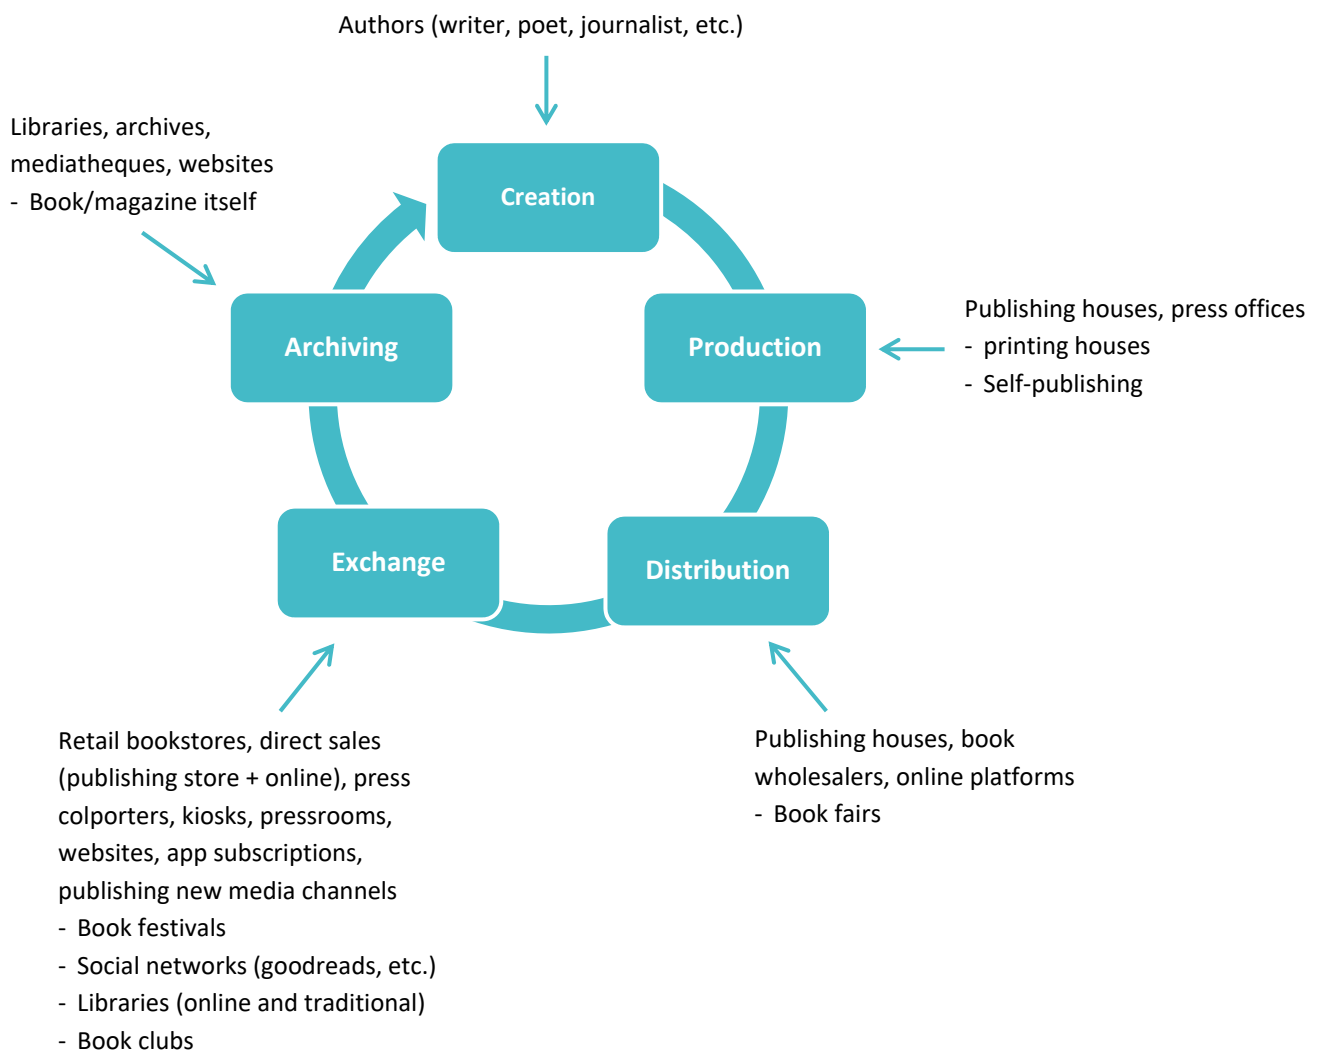 Authors (writer, poet, journalist, etc.)
Libraries, archives,
mediatheques, websites
- Book/magazine itself
Creation
Archiving
Production
Publishing houses, press offices
- printing houses
- Self-publishing
Exchange
Distribution
Retail bookstores, direct sales
(publishing store + online), press
colporters, kiosks, pressrooms,
websites, app subscriptions,
publishing new media channels
- Book festivals
- Social networks (goodreads, etc.)
- Libraries (online and traditional)
- Book clubs
Publishing houses, book
wholesalers, online platforms
- Book fairs